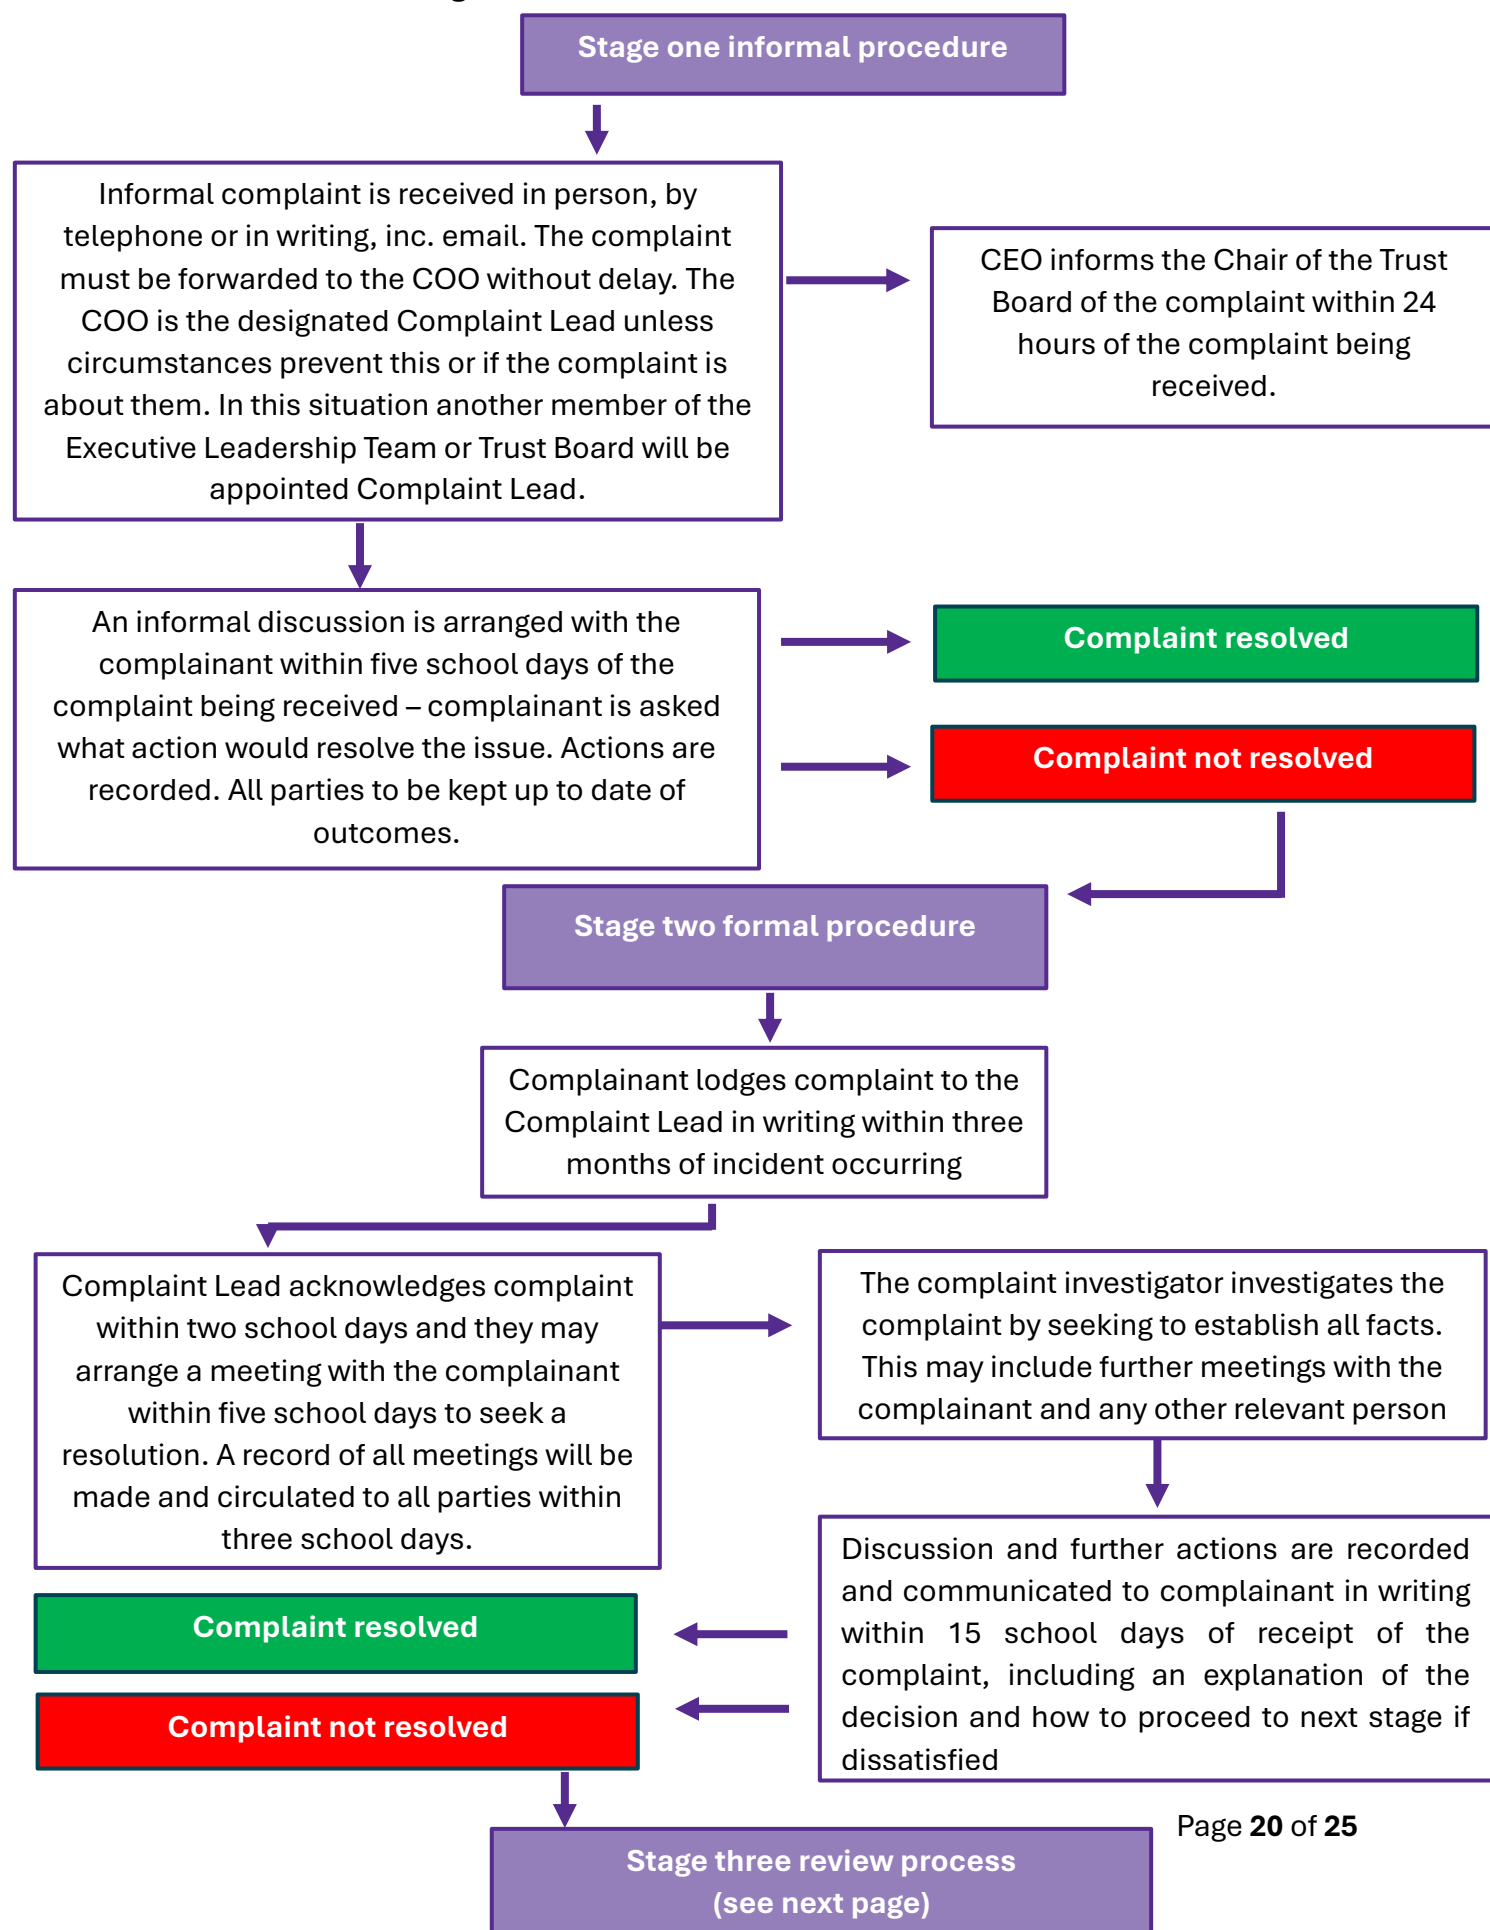 Stage one informal procedure
Informal complaint is received in person, by
telephone or in writing, inc. email. The complaint
must be forwarded to the COO without delay. The
COO is the designated Complaint Lead unless
circumstances prevent this or if the complaint is
about them. In this situation another member of the
Executive Leadership Team or Trust Board will be
appointed Complaint Lead.
CEO informs the Chair of the Trust
Board of the complaint within 24
hours of the complaint being
received.
An informal discussion is arranged with the
complainant within five school days of the
complaint being received – complainant is asked
what action would resolve the issue. Actions are
recorded. All parties to be kept up to date of
outcomes.
Complaint resolved
Complaint not resolved
Stage two formal procedure
Complainant lodges complaint to the
Complaint Lead in writing within three
months of incident occurring
Complaint Lead acknowledges complaint
within two school days and they may
arrange a meeting with the complainant
within five school days to seek a
resolution. A record of all meetings will be
made and circulated to all parties within
three school days.
The complaint investigator investigates the
complaint by seeking to establish all facts.
This may include further meetings with the
complainant and any other relevant person
Discussion and further actions are recorded
and communicated to complainant in writing
within 15 school days of receipt of the
complaint, including an explanation of the
decision and how to proceed to next stage if
dissatisfied
Complaint resolved
Complaint not resolved
Page 20 of 25
Stage three review process
(see next page)